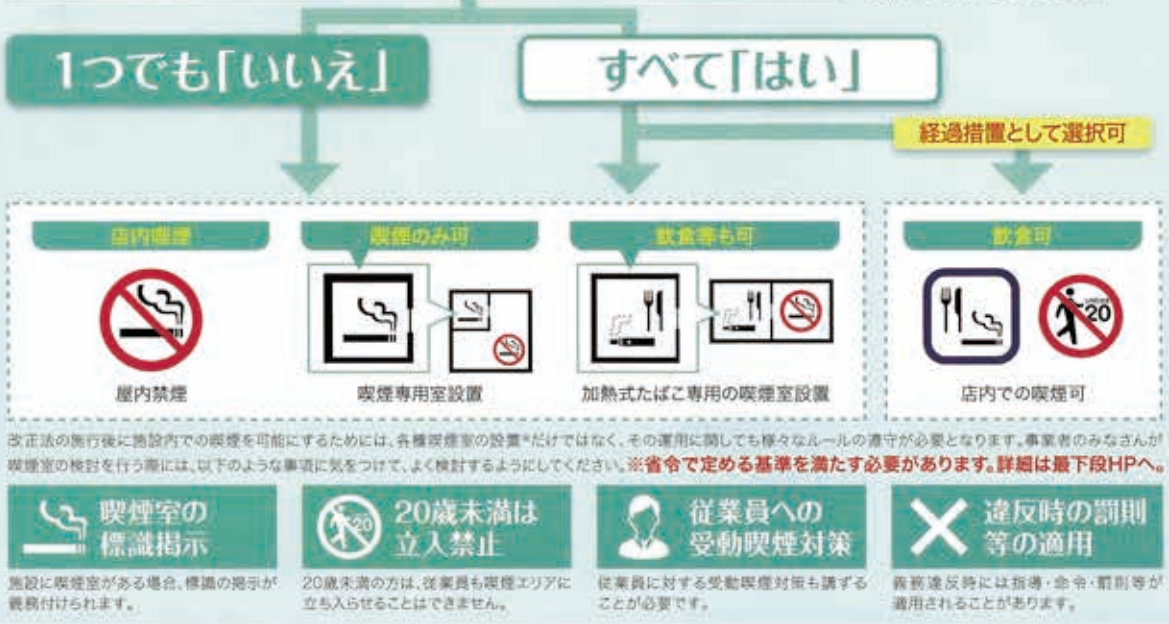 1つでも「いいえ」
すべて「はい」
経過措置として選択可
店内禁煙
喫煙のみ可
飲食等も可
飲食可
20
屋内禁煙
喫煙専用室設置
加熱式たばこ専用の喫煙室設置
店内での喫煙可
改正法の施行後に施設内での喫煙を可能にするためには、各種喫煙室の設置※だけではなく、その運用に関しても様々なルールの遵守が必要となります。事業者のみなさんが
喫煙室の検討を行う際には、以下のような事項に気をつけて、よく検討するようにしてください。※省令で定める基準を満たす必要があります。詳細は最下段HPへ。
喫煙室の
標識掲示
施設に喫煙室がある場合、標識の掲示が
義務付けられます。
20
20歳未満は
立入禁止
20歳未満の方は、従業員も喫煙エリアに
立ち入らせることはできません。
従業員への
受動喫煙対策
従業員に対する受動喫煙対策も講ずる
ことが必要です。
違反時の罰則
等の適用
義務違反時には指導・命令・罰則等が
適用されることがあります。